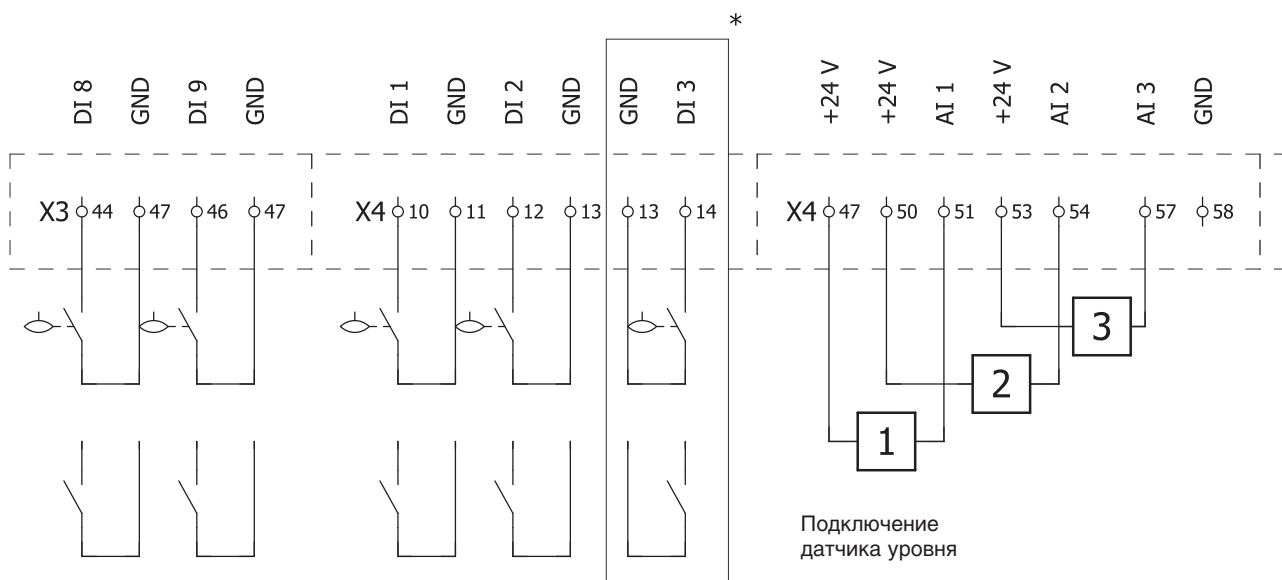 *
DI 8 GND DI 9 GND DI 1 GND DI 2 GND GND DI 3 +24 V +24 V AI 1 +24 V AI 2 AI 3 GND
X3 44 47 46 47 X4 10 11 12 13 13 14 X4 47 50 51 53 54 57 58
3
2
1
Подключение
датчика уровня